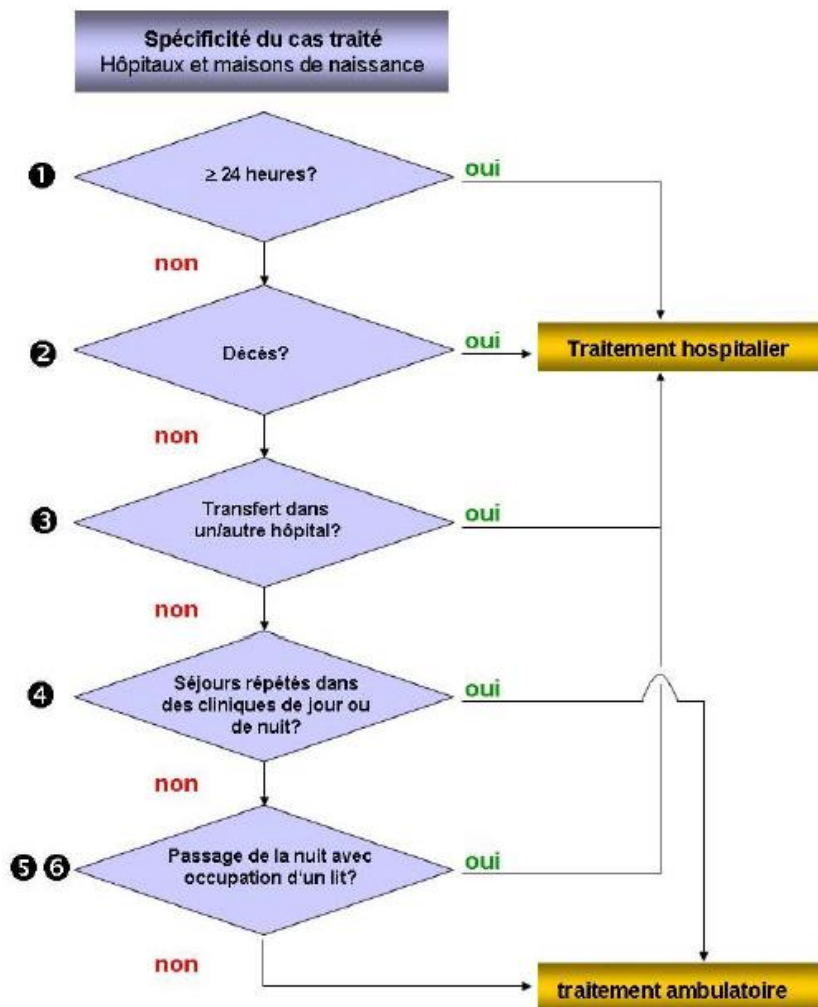 Spécificité du cas traité
Hôpitaux et maisons de naissance
❶
≥ 24 heures?
oui
non
❷
Décès?
oui
Traitement hospitalier
non
❸
Transfert dans
un/autre hôpital?
oui
non
❹
Séjours répétés dans
des cliniques de jour ou
de nuit?
oui
non
❺ ❻
Passage de la nuit avec
occupation d'un lit?
oui
non
traitement ambulatoire